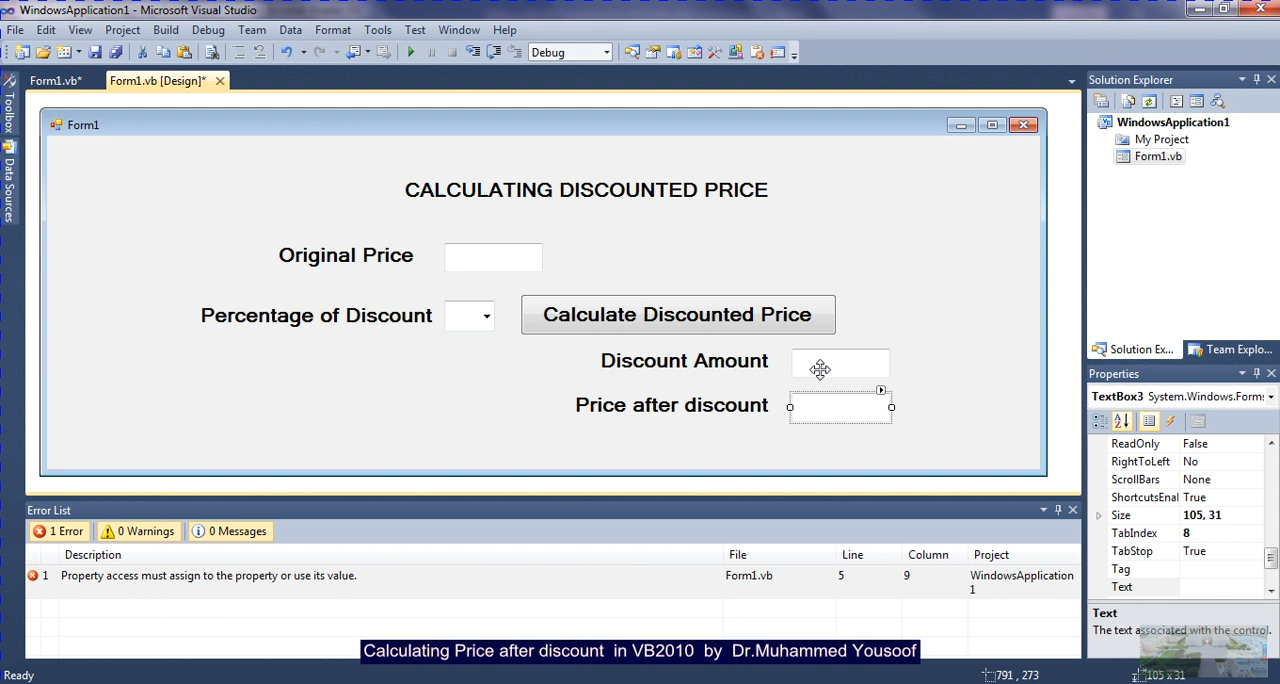 WindowsApplication1 - Microsoft Visual Studio
File Edit View Project Build Debug Team Data Format Tools Test Window Help
Debug
Form1.vb* Form1.vb [Design]*
Toolbox
Data Sources
Form1
CALCULATING DISCOUNTED PRICE
Original Price
Percentage of Discount Calculate Discounted Price
Discount Amount
Price after discount
Solution Explorer
WindowsApplication1
My Project
Form1.vb
Solution Ex... Team Explo...
Properties
TextBox3 System.Windows.Form
ReadOnly False
RightToLeft No
ScrollBars None
ShortcutsEnal True
Size 105, 31
TabIndex 8
TabStop True
Tag
Text
Text
The text associated with the control.
Error List
1 Error 0 Warnings 0 Messages
Description File Line Column Project
1 Property access must assign to the property or use its value. Form1.vb 5 9 WindowsApplication
1
Calculating Price after discount in VB2010 by Dr.Muhammed Yousoof
Ready 791 , 273 105 x 31